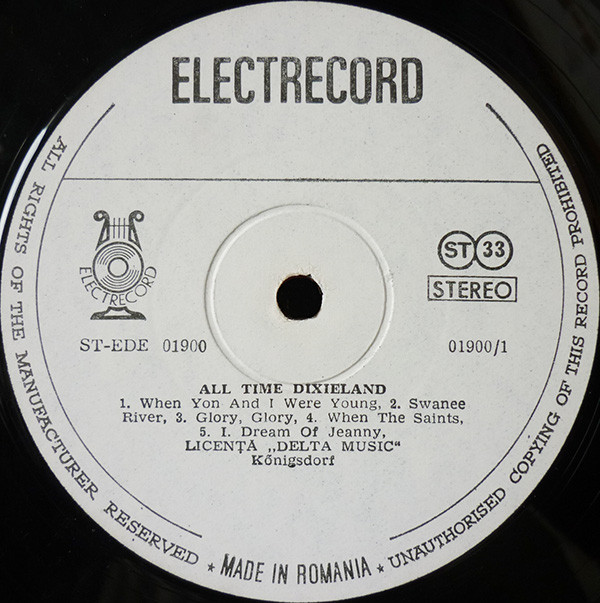 ELECTRECORD
ELECTRECORD
ST 33
STEREO
ST-EDE 01900
01900/1
ALL TIME DIXIELAND
1. When Yon And I Were Young, 2. Swanee
River, 3. Glory, Glory, 4. When The Saints,
5. I. Dream Of Jeanny,
LICENȚĂ „DELTA MUSIC“
Kőnigsdorf
ALL RIGHTS OF THE MANUFACTURER RESERVED ★ MADE IN ROMANIA ★ UNAUTHORISED COPYING OF THIS RECORD PROHIBITED